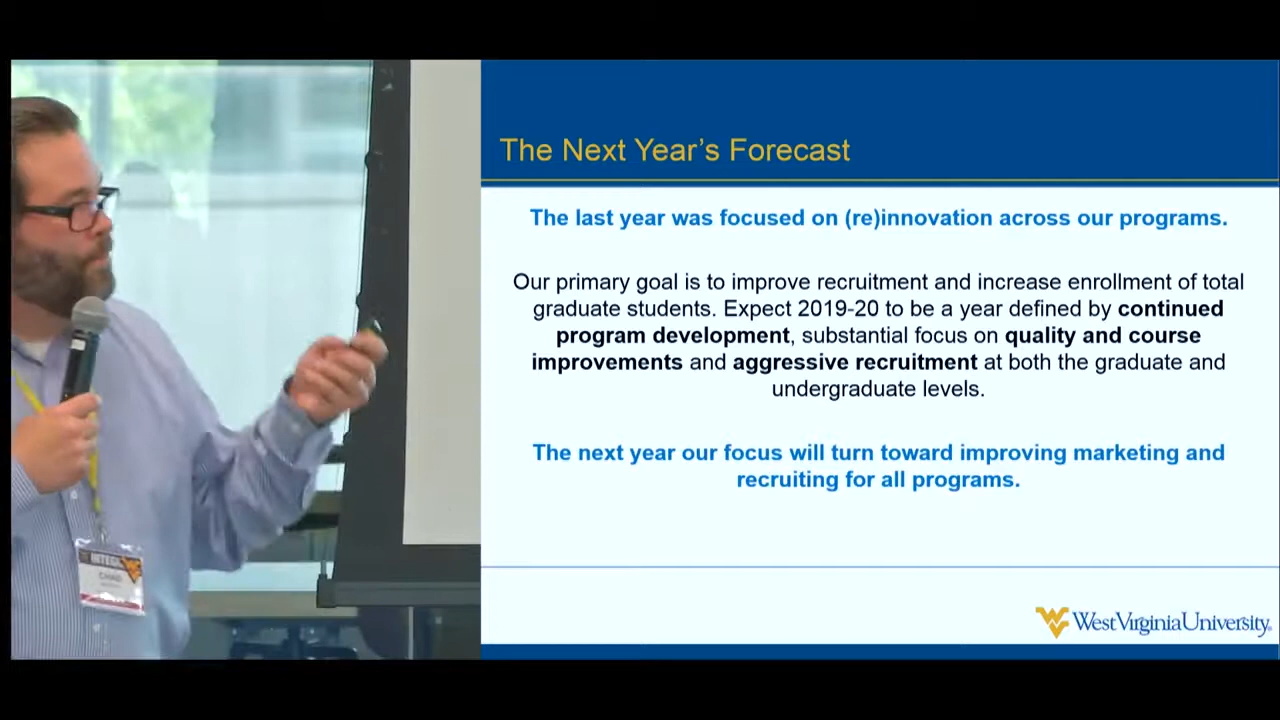 The Next Year’s Forecast
The last year was focused on (re)innovation across our programs.
Our primary goal is to improve recruitment and increase enrollment of total
graduate students. Expect 2019-20 to be a year defined by continued
program development, substantial focus on quality and course
improvements and aggressive recruitment at both the graduate and
undergraduate levels.
The next year our focus will turn toward improving marketing and
recruiting for all programs.
WestVirginiaUniversity®
INTEG
CHAD